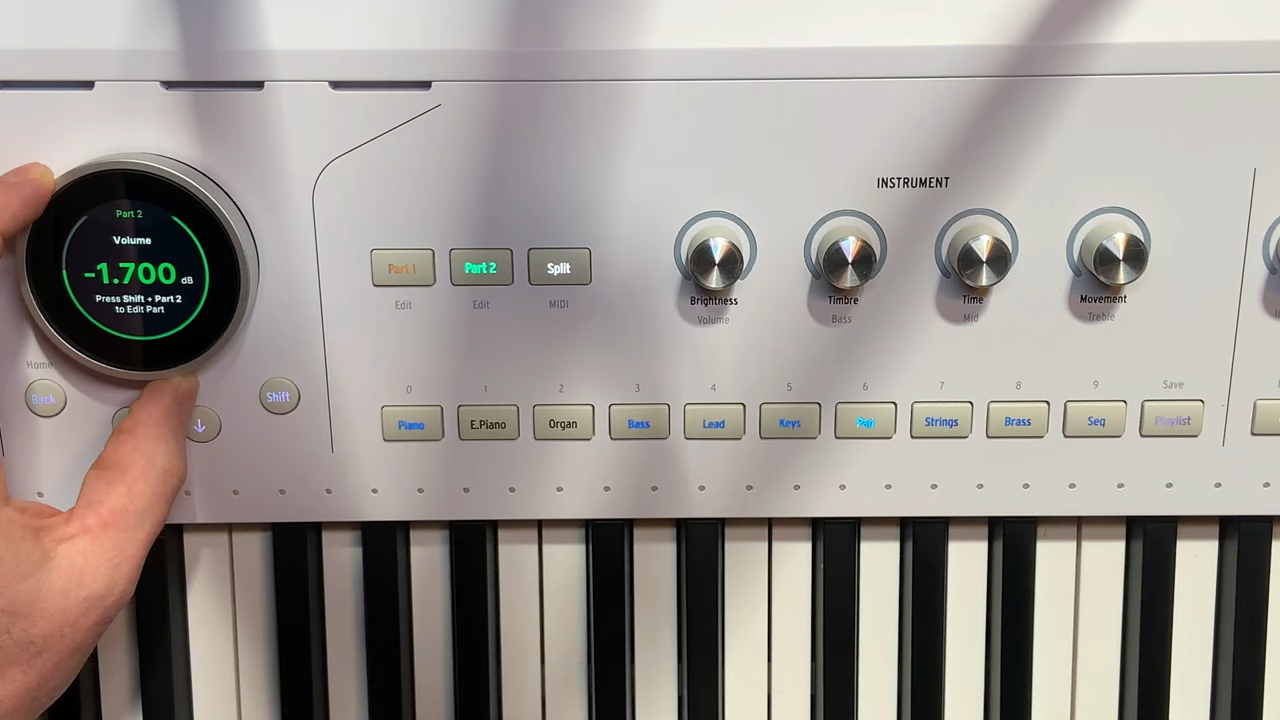 Part 2
Volume
-1.700 dB
Press Shift + Part 2
to Edit Part
Home
Back
Shift
Part 1
Part 2
Split
Edit
Edit
MIDI
INSTRUMENT
Brightness
Timbre
Time
Movement
Volume
Bass
Mid
Treble
0
1
2
3
4
5
6
7
8
9
Save
Piano
E.Piano
Organ
Bass
Lead
Keys
Pad
Strings
Brass
Seq
Playlist